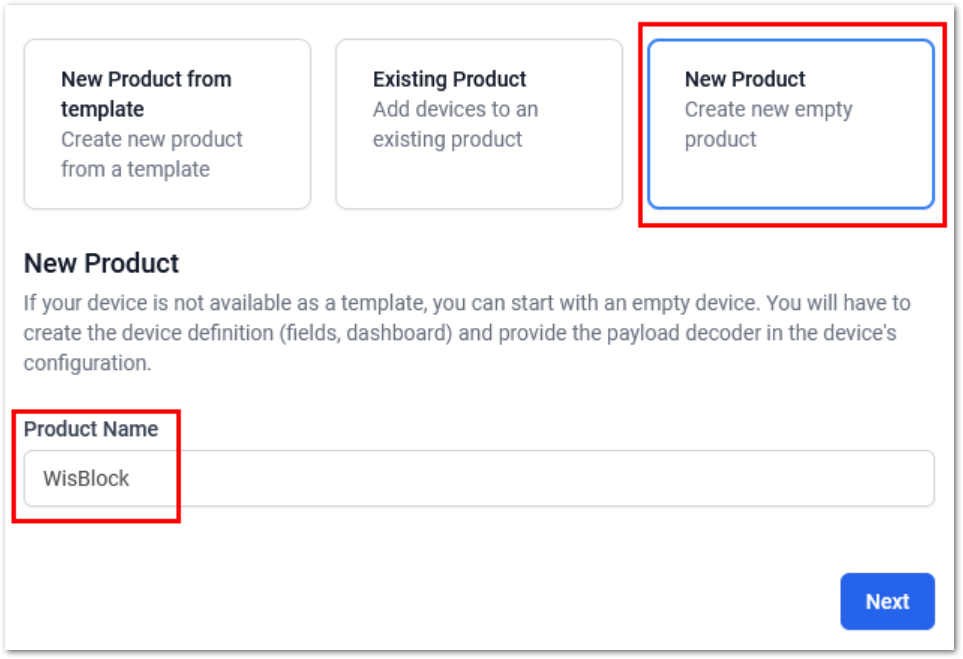 New Product from
template
Create new product
from a template
Existing Product
Add devices to an
existing product
New Product
Create new empty
product
New Product
If your device is not available as a template, you can start with an empty device. You will have to
create the device definition (fields, dashboard) and provide the payload decoder in the device's
configuration.
Product Name
WisBlock
Next